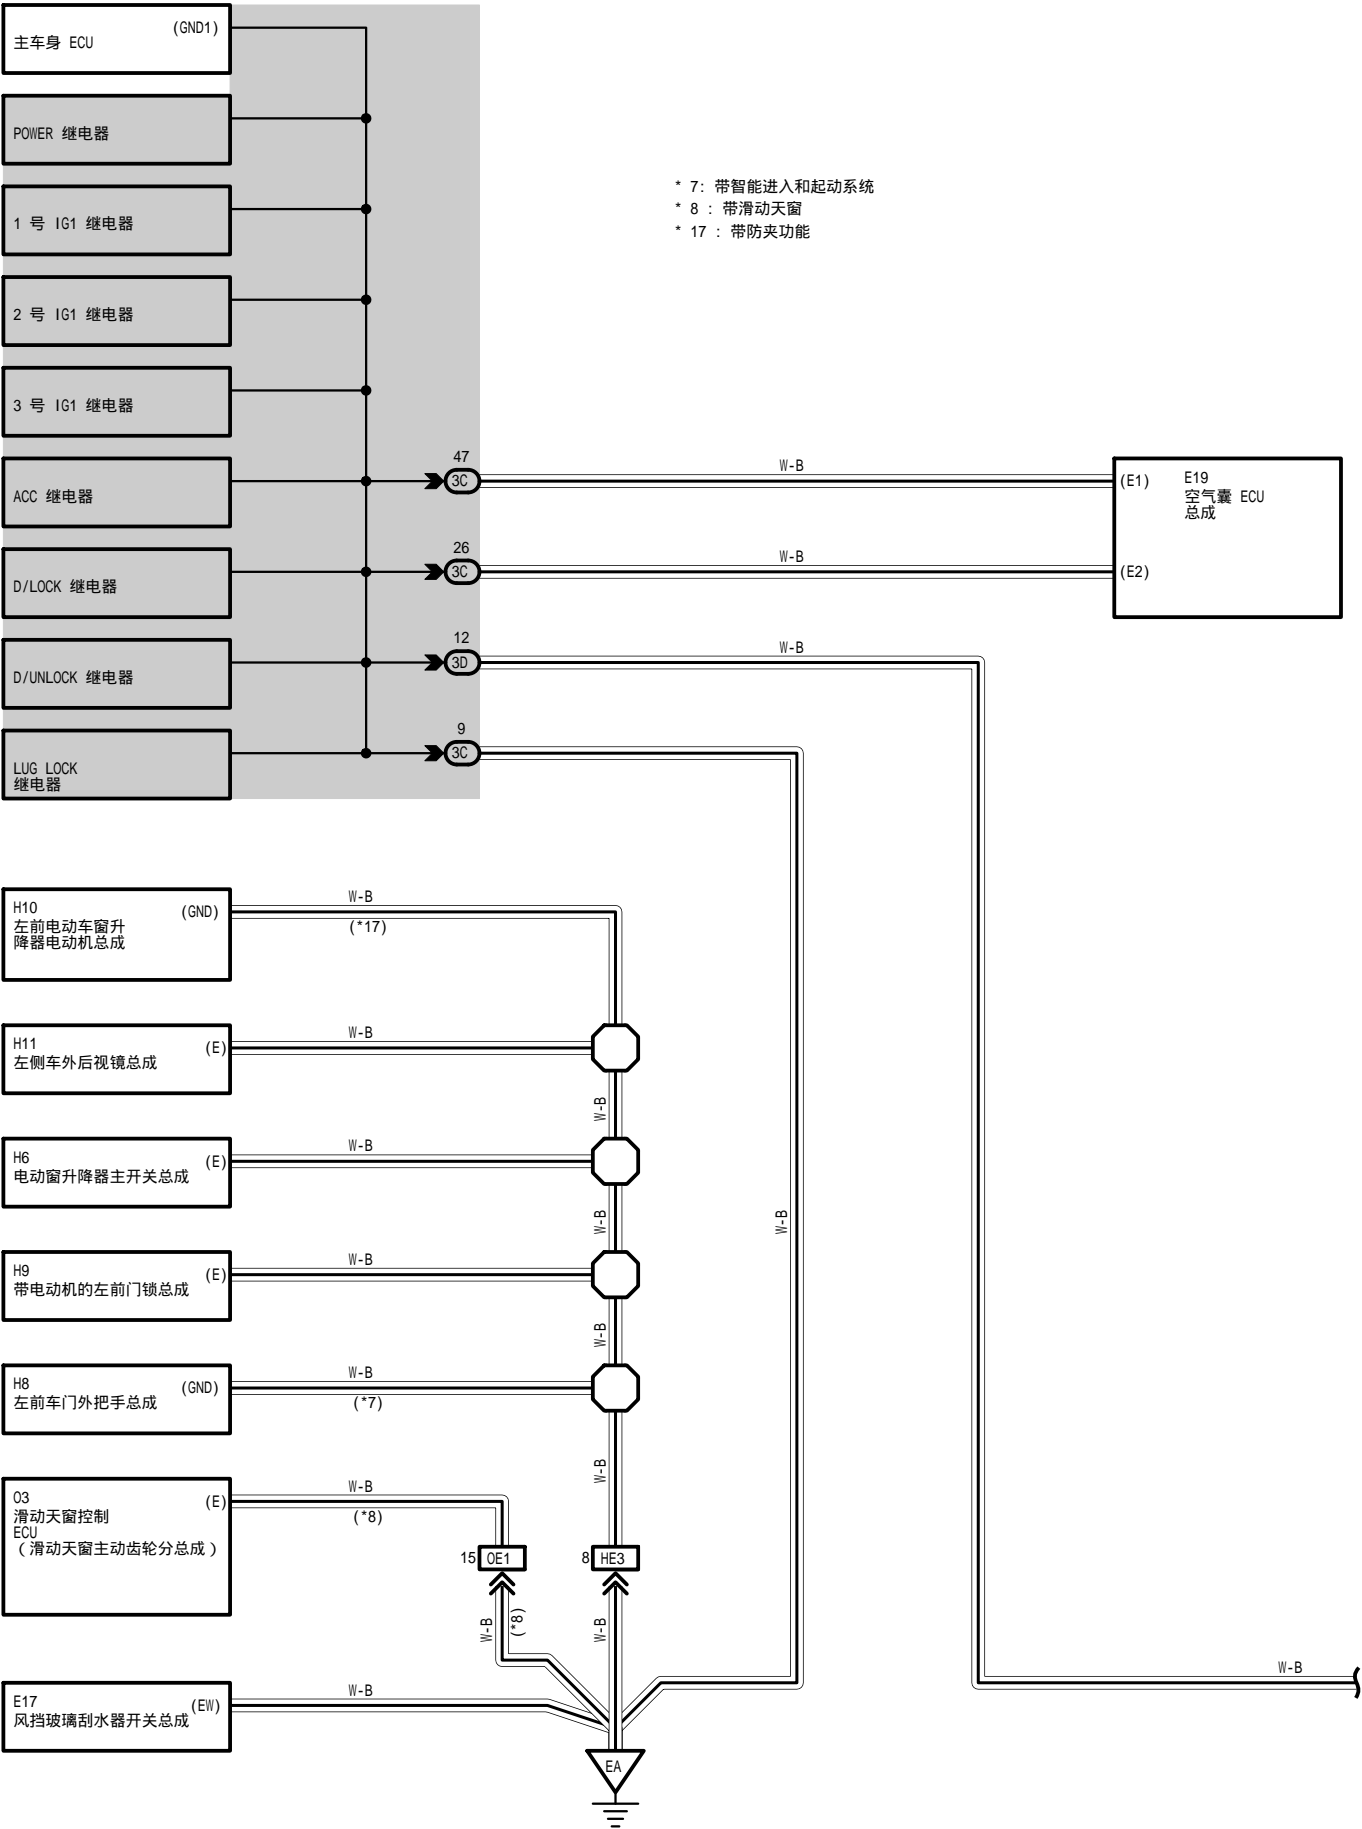 主车身 ECU (GND1)
POWER 继电器
1 号 IG1 继电器
2 号 IG1 继电器
3 号 IG1 继电器
ACC 继电器
D/LOCK 继电器
D/UNLOCK 继电器
LUG LOCK
继电器
* 7: 带智能进入和起动系统
* 8 : 带滑动天窗
* 17 : 带防夹功能
47
3C
W-B
(E1)
E19
空气囊 ECU
总成
26
3C
W-B
(E2)
12
3D
W-B
9
3C
H10
左前电动车窗升
降器电动机总成
(GND)
W-B
(*17)
H11
左侧车外后视镜总成
(E)
W-B
W-B
H6
电动窗升降器主开关总成
(E)
W-B
W-B
W-B
H9
带电动机的左前门锁总成
(E)
W-B
W-B
H8
左前车门外把手总成
(GND)
W-B
(*7)
W-B
O3
滑动天窗控制
ECU
（滑动天窗主动齿轮分总成）
(E)
W-B
(*8)
15 OE1
8 HE3
W-B
(*8)
W-B
W-B
E17
风挡玻璃刮水器开关总成
(EW)
W-B
EA